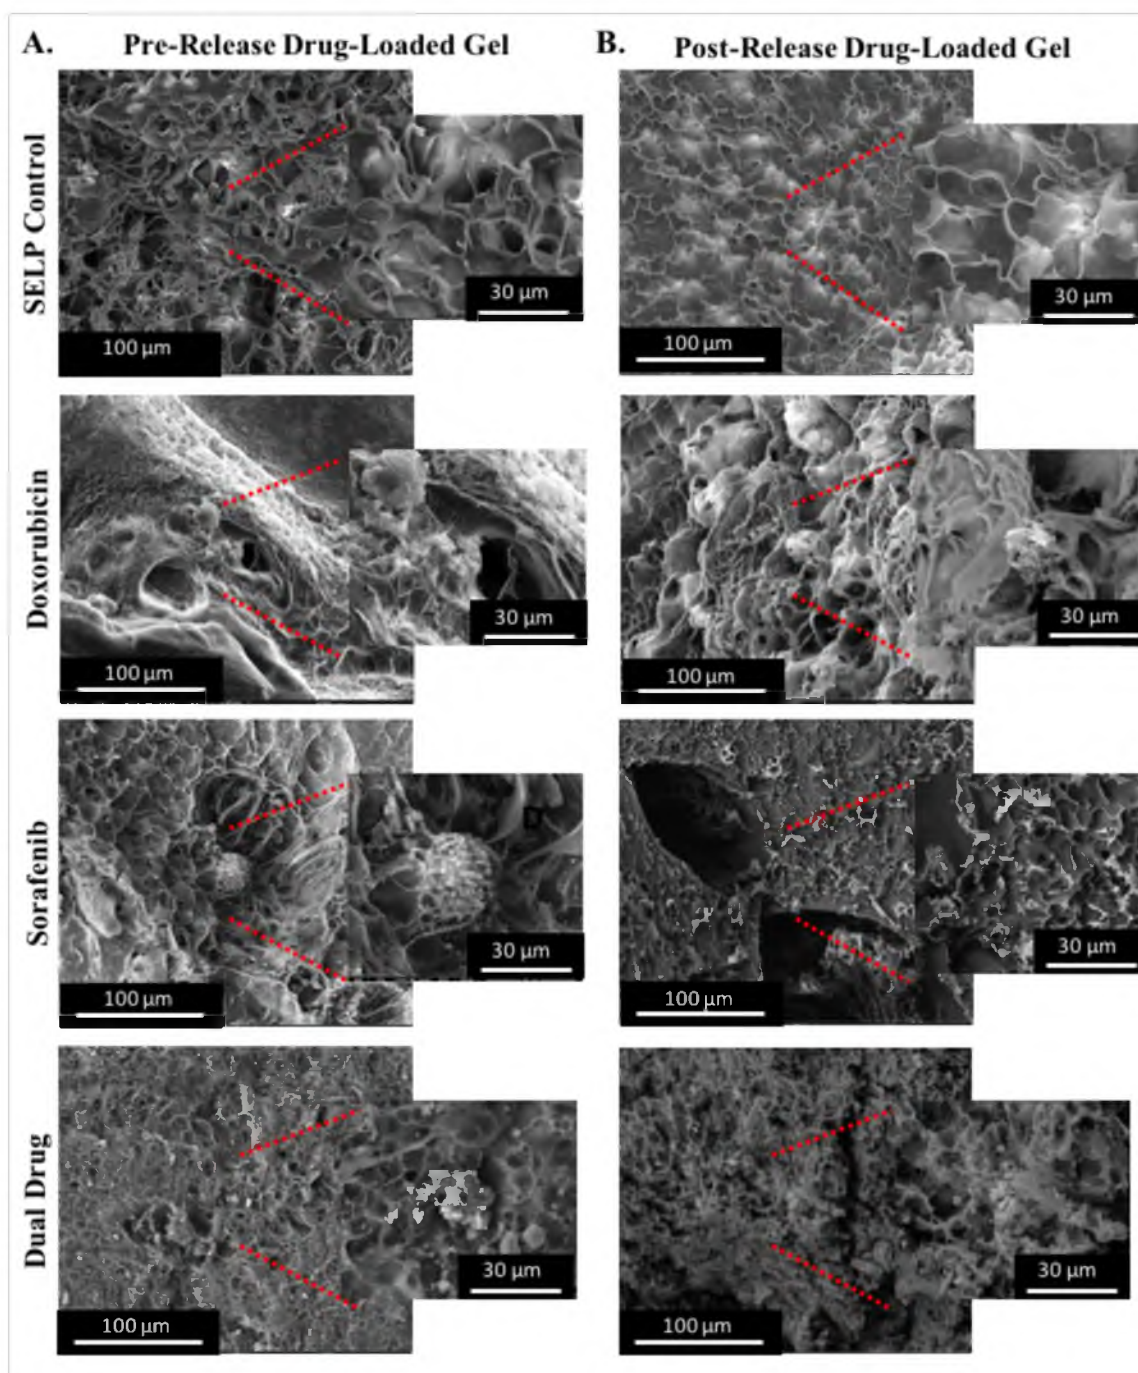 A. Pre-Release Drug-Loaded Gel
B. Post-Release Drug-Loaded Gel
SELP Control
100 µm
30 µm
100 µm
30 µm
Doxorubicin
100 µm
30 µm
100 µm
30 µm
Sorafenib
100 µm
30 µm
100 µm
30 µm
Dual Drug
100 µm
30 µm
100 µm
30 µm